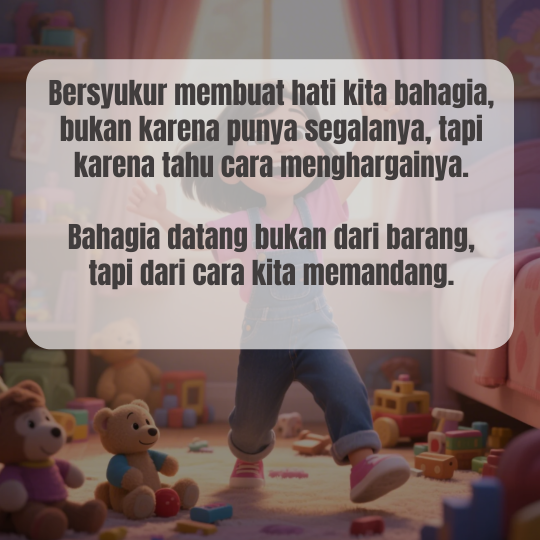 Bersyukur membuat hati kita bahagia,
bukan karena punya segalanya, tapi
karena tahu cara menghargainya.
Bahagia datang bukan dari barang,
tapi dari cara kita memandang.